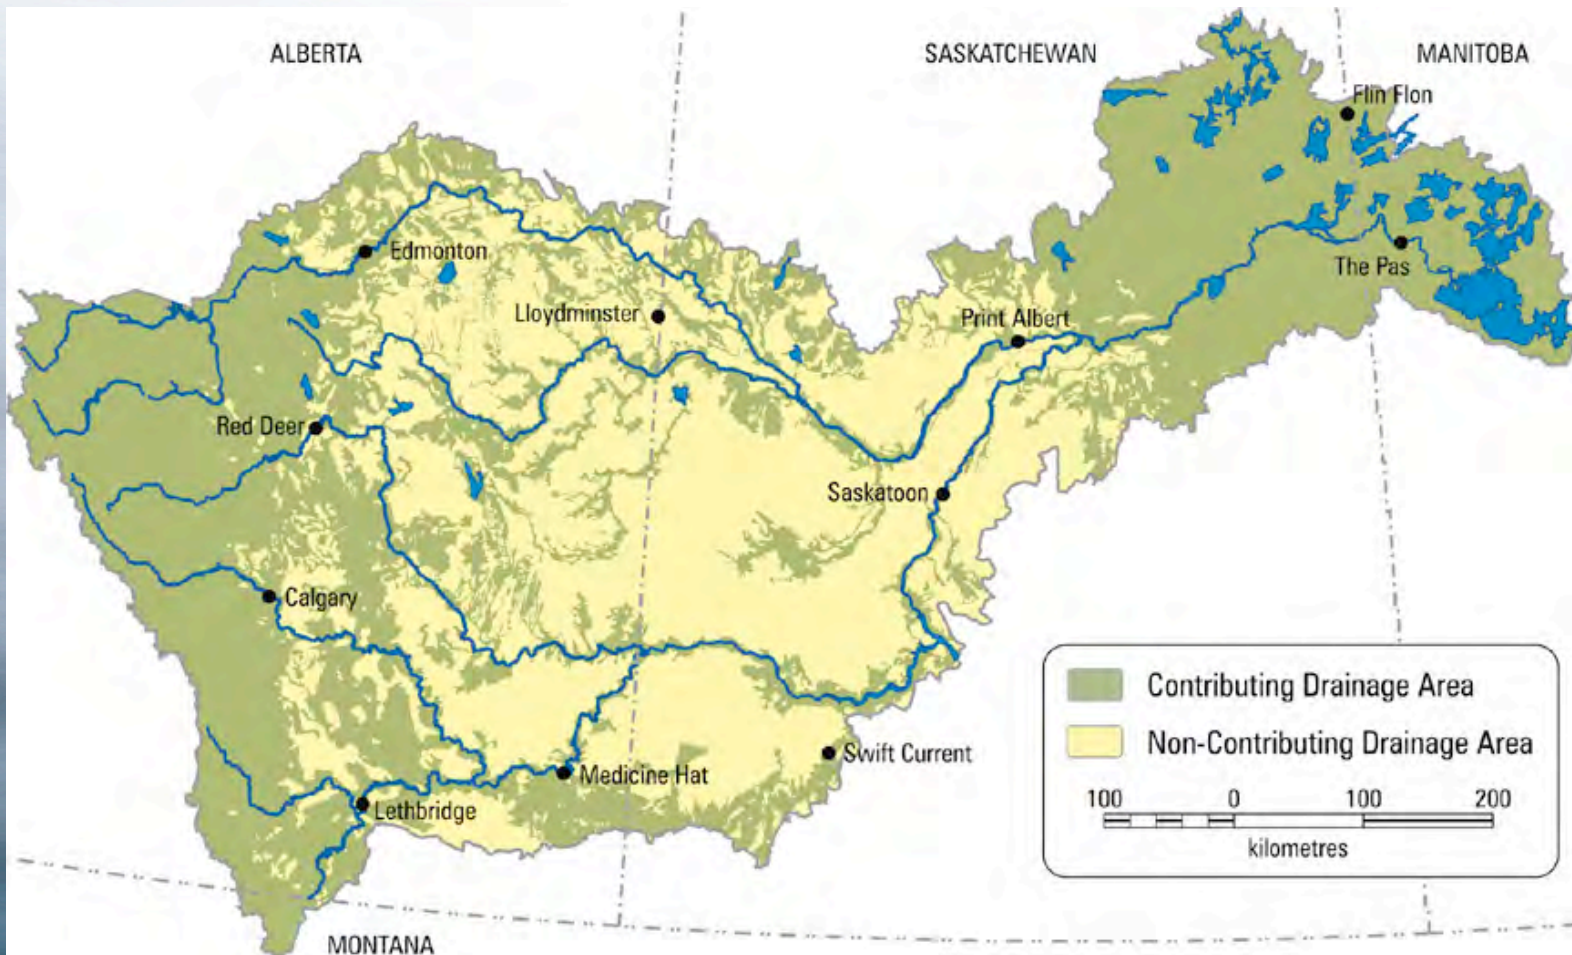 ALBERTA
SASKATCHEWAN
MANITOBA
Flin Flon
Edmonton
The Pas
Lloydminster
Print Albert
Red Deer
Saskatoon
Calgary
Contributing Drainage Area
Non-Contributing Drainage Area
Swift Current
Medicine Hat
Lethbridge
100 0 100 200
kilometres
MONTANA